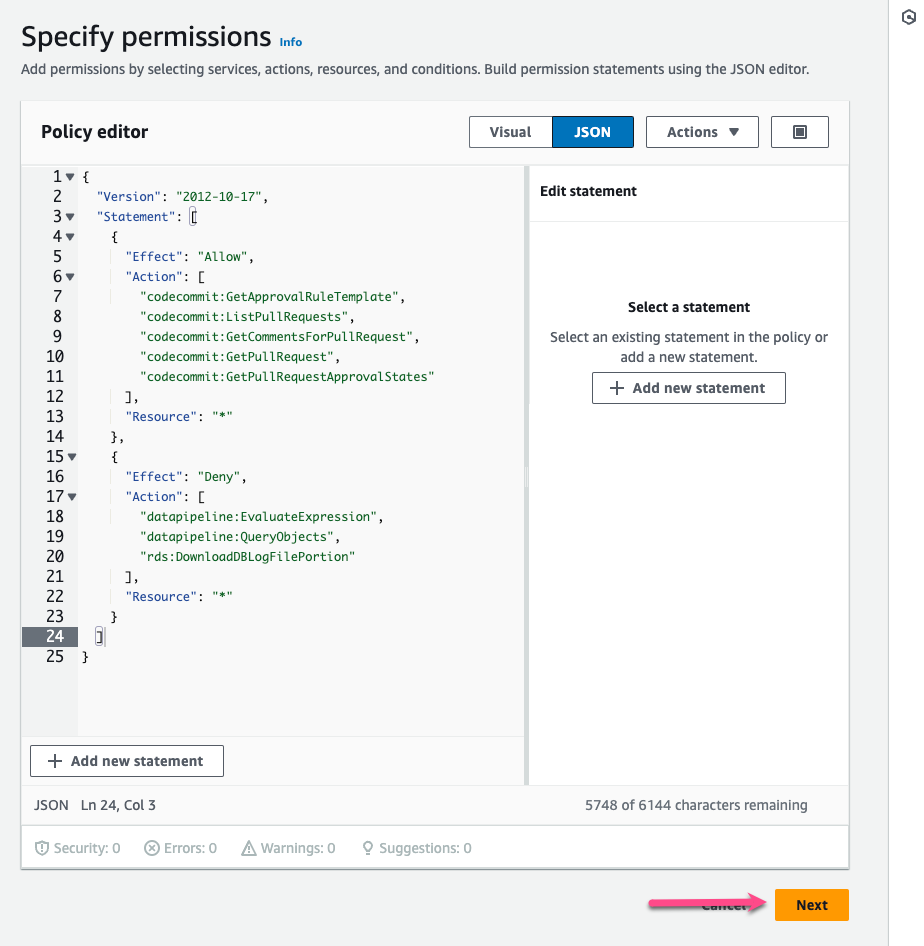 Specify permissions Info
Add permissions by selecting services, actions, resources, and conditions. Build permission statements using the JSON editor.
Policy editor
Visual
JSON
Actions
1 {
2 "Version": "2012-10-17",
3 "Statement": [
4 {
5 "Effect": "Allow",
6 "Action": [
7 "codecommit:GetApprovalRuleTemplate",
8 "codecommit:ListPullRequests",
9 "codecommit:GetCommentsForPullRequest",
10 "codecommit:GetPullRequest",
11 "codecommit:GetPullRequestApprovalStates"
12 ],
13 "Resource": "*"
14 },
15 {
16 "Effect": "Deny",
17 "Action": [
18 "datapipeline:EvaluateExpression",
19 "datapipeline:QueryObjects",
20 "rds:DownloadDBLogFilePortion"
21 ],
22 "Resource": "*"
23 }
24 ]
25 }
Edit statement
Select a statement
Select an existing statement in the policy or
add a new statement.
+ Add new statement
+ Add new statement
JSON Ln 24, Col 3
5748 of 6144 characters remaining
Security: 0
Errors: 0
Warnings: 0
Suggestions: 0
Cancel
Next